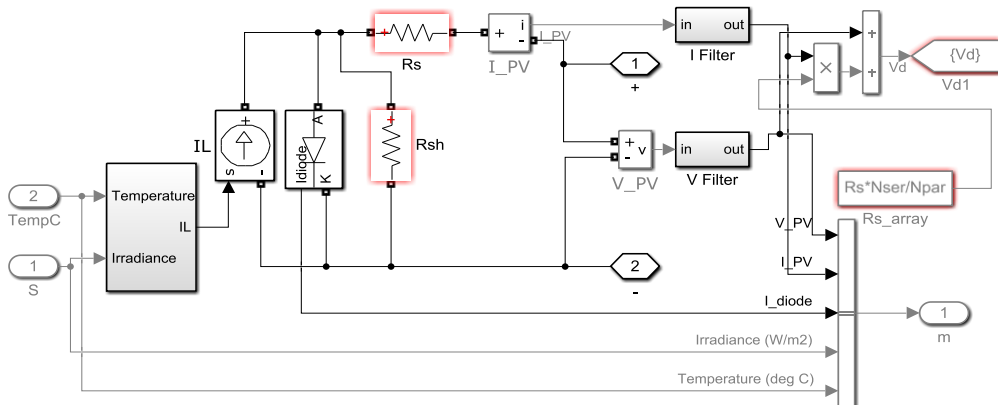 +
Rs
+
-
i
I_PV
I_PV
in
out
I Filter
1
+
×
÷
÷
Vd
{Vd}
Vd1
IL
+
s
-
A
Idiode
K
+
Rsh
+
-
v
V_PV
in
out
V Filter
2
TempC
1
S
Temperature
IL
Irradiance
Rs*Nser/Npar
Rs_array
V_PV
I_PV
2
-
I_diode
1
m
Irradiance (W/m2)
Temperature (deg C)